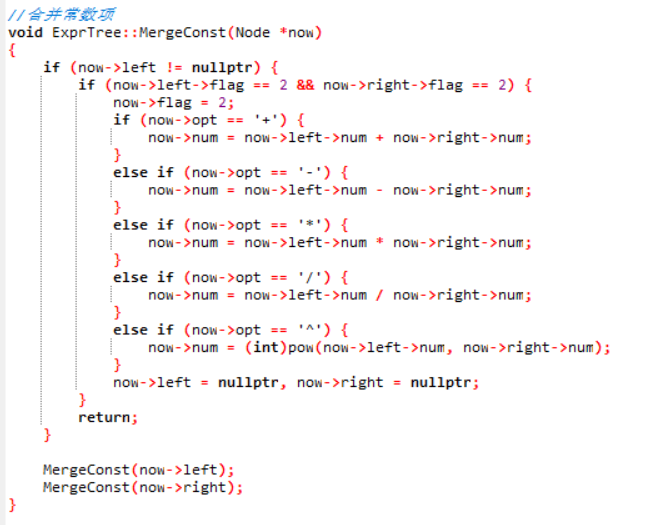 //合并常数项
void ExprTree::MergeConst(Node *now)
{
    if (now->left != nullptr) {
        if (now->left->flag == 2 && now->right->flag == 2) {
            now->flag = 2;
            if (now->opt == '+') {
                now->num = now->left->num + now->right->num;
            }
            else if (now->opt == '-') {
                now->num = now->left->num - now->right->num;
            }
            else if (now->opt == '*') {
                now->num = now->left->num * now->right->num;
            }
            else if (now->opt == '/') {
                now->num = now->left->num / now->right->num;
            }
            else if (now->opt == '^') {
                now->num = (int)pow(now->left->num, now->right->num);
            }
            now->left = nullptr, now->right = nullptr;
        }
        return;
    }

    MergeConst(now->left);
    MergeConst(now->right);
}